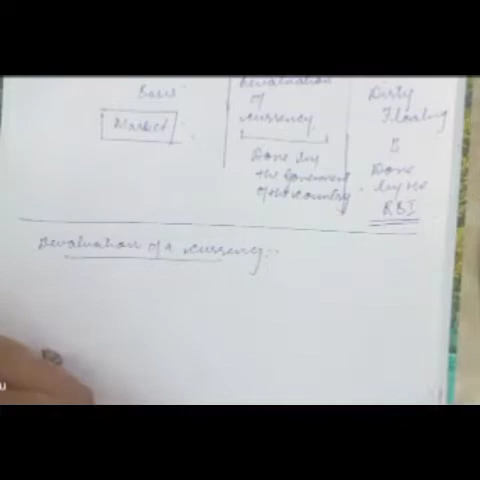 Basis
Market
Devaluation
of
currency
Done by
the Government
of the country.
Dirty
Floating
Done
by the
RBI
Devaluation of a currency..
u